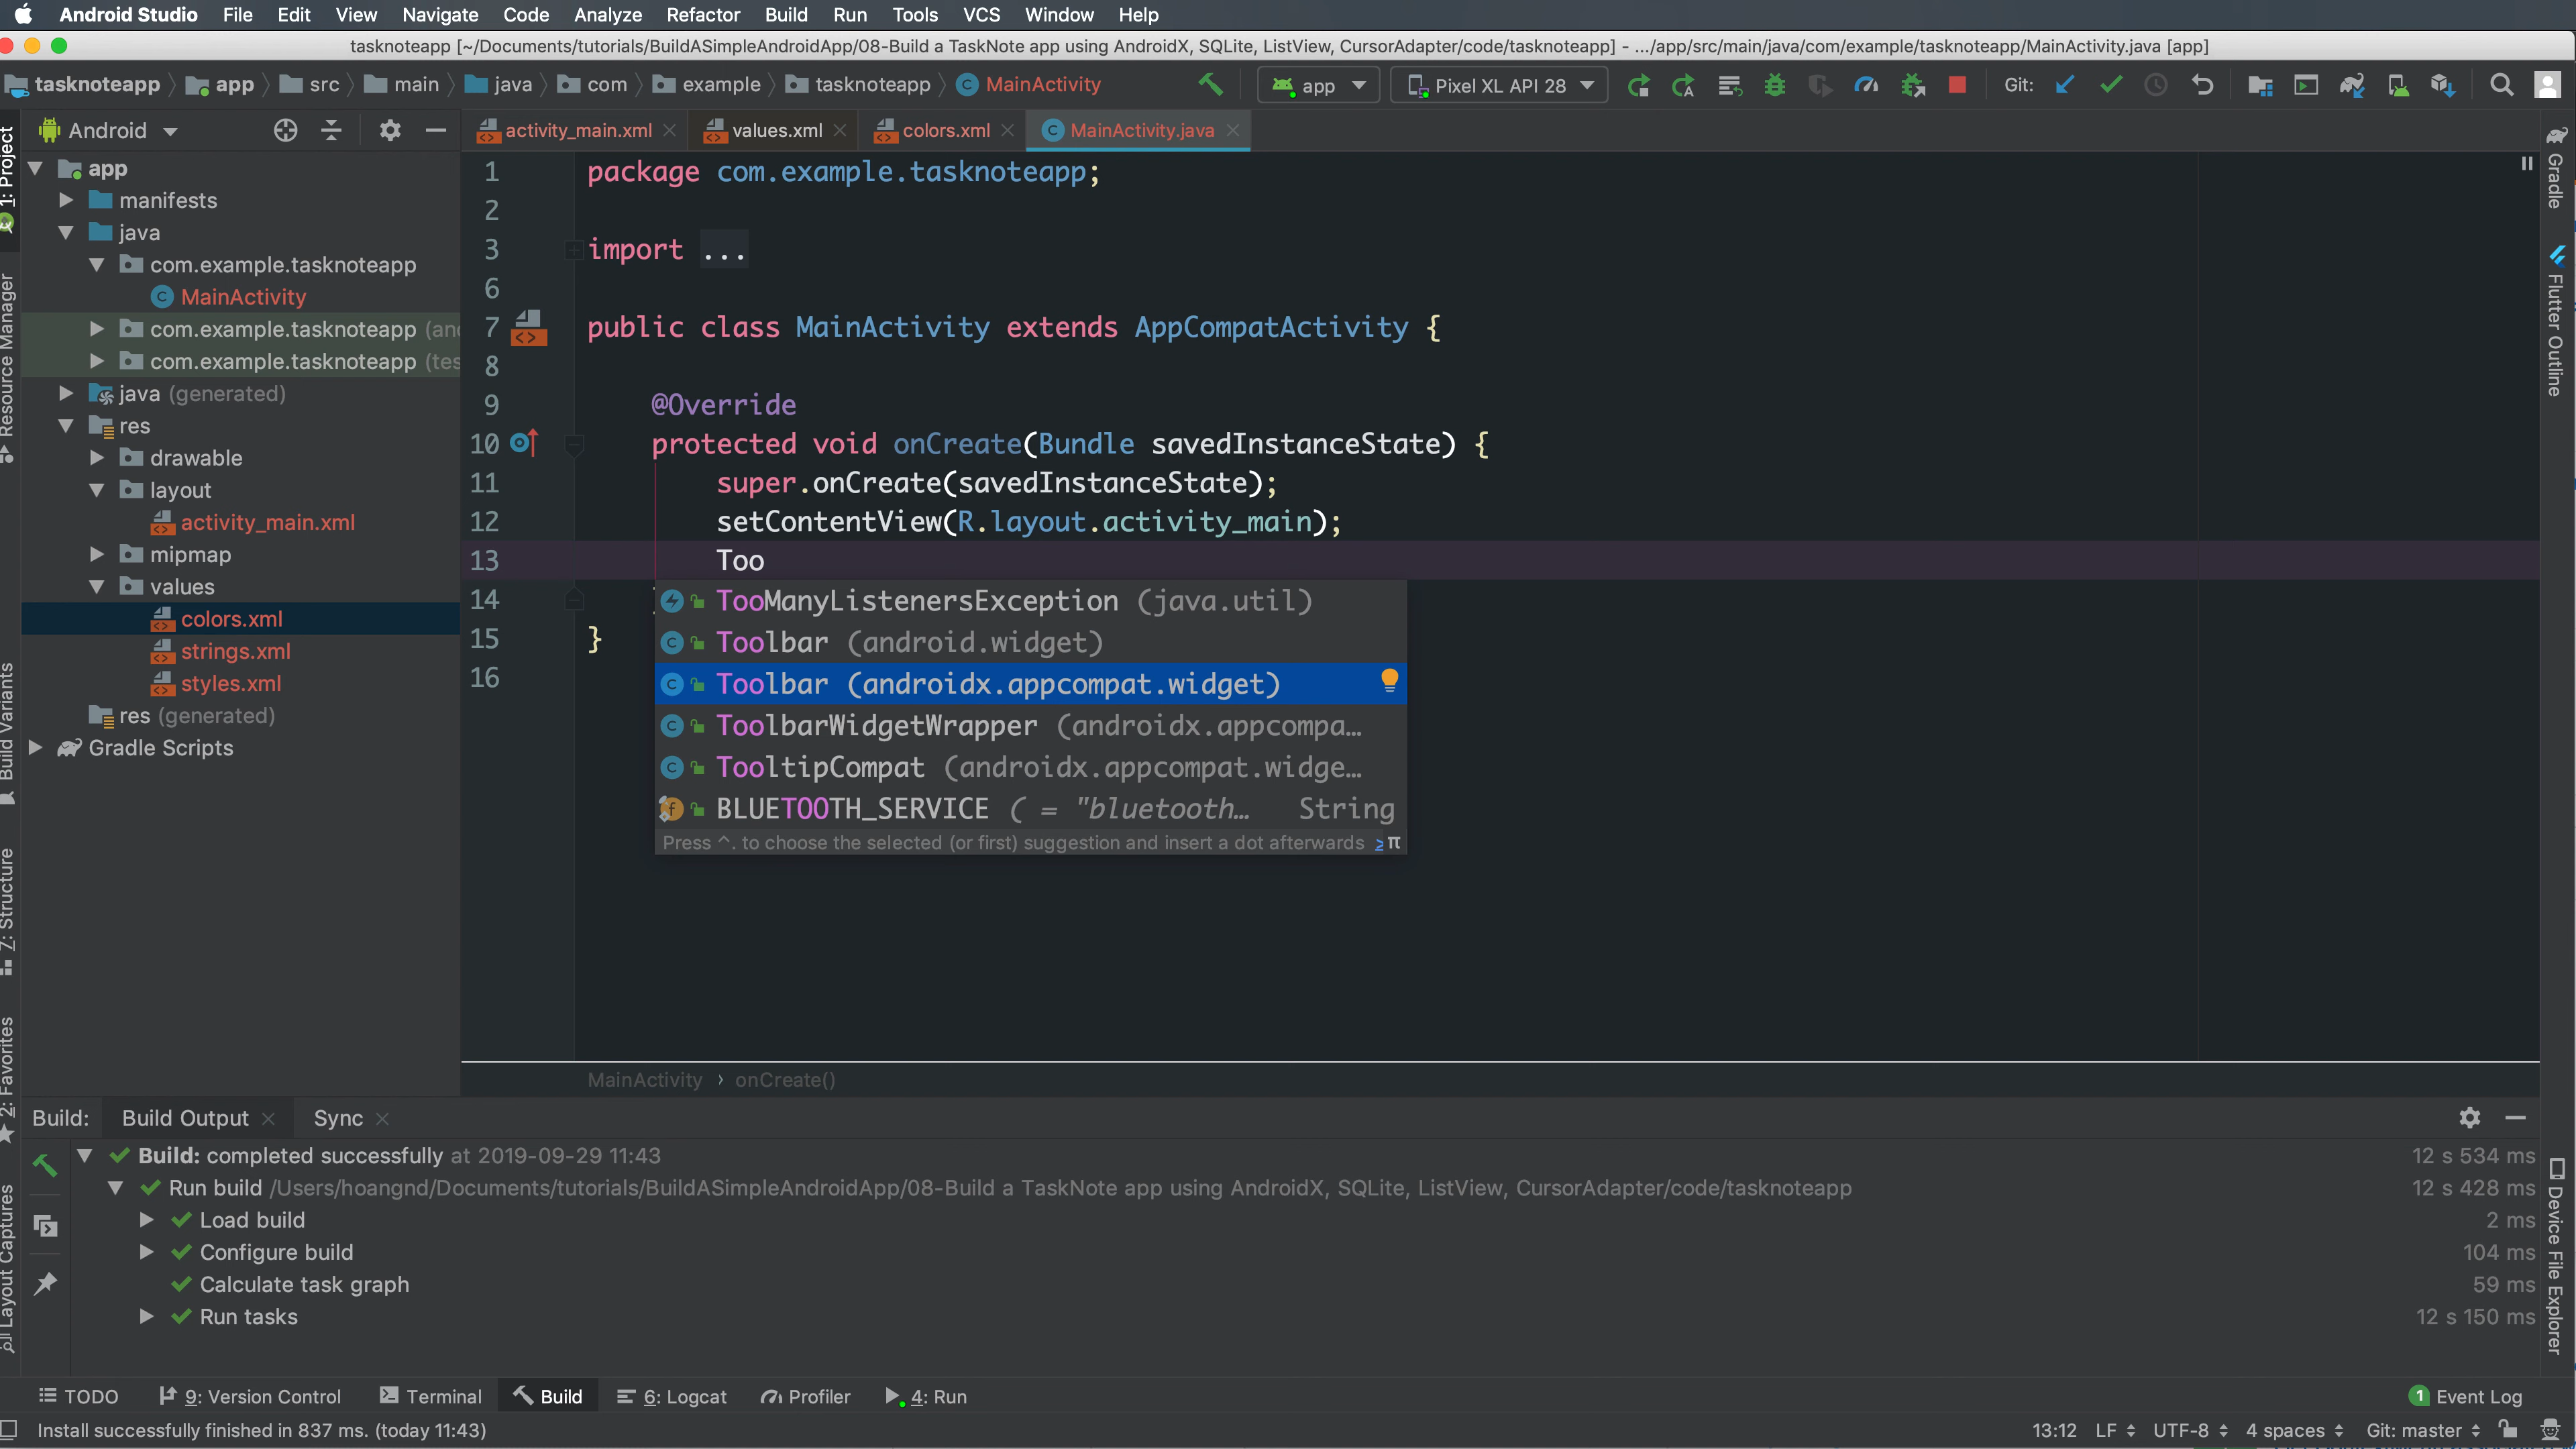 Android Studio File Edit View Navigate Code Analyze Refactor Build Run Tools VCS Window Help
tasknoteapp [~/Documents/tutorials/BuildASimpleAndroidApp/08-Build a TaskNote app using AndroidX, SQLite, ListView, CursorAdapter/code/tasknoteapp] - .../app/src/main/java/com/example/tasknoteapp/MainActivity.java [app]
tasknoteapp app src main java com example tasknoteapp MainActivity app Pixel XL API 28 Git:
Android
activity_main.xml values.xml colors.xml MainActivity.java
1: Project
Resource Manager
Build Variants
7: Structure
2: Favorites
Layout Captures
app
manifests
java
com.example.tasknoteapp
MainActivity
com.example.tasknoteapp (and
com.example.tasknoteapp (tes
java (generated)
res
drawable
layout
activity_main.xml
mipmap
values
colors.xml
strings.xml
styles.xml
res (generated)
Gradle Scripts
1 package com.example.tasknoteapp;
2
3 import ...
6
7 public class MainActivity extends AppCompatActivity {
8
9 @Override
10 protected void onCreate(Bundle savedInstanceState) {
11 super.onCreate(savedInstanceState);
12 setContentView(R.layout.activity_main);
13 Too
14
15 }
16
TooManyListenersException (java.util)
Toolbar (android.widget)
Toolbar (androidx.appcompat.widget)
ToolbarWidgetWrapper (androidx.appcompa...
TooltipCompat (androidx.appcompat.widge...
BLUETOOTH_SERVICE ( = "bluetooth... String
Press ^. to choose the selected (or first) suggestion and insert a dot afterwards ≥ π
MainActivity › onCreate()
Gradle
Flutter Outline
Device File Explorer
Build: Build Output Sync
Build: completed successfully at 2019-09-29 11:43 12 s 534 ms
Run build /Users/hoangnd/Documents/tutorials/BuildASimpleAndroidApp/08-Build a TaskNote app using AndroidX, SQLite, ListView, CursorAdapter/code/tasknoteapp 12 s 428 ms
Load build 2 ms
Configure build 104 ms
Calculate task graph 59 ms
Run tasks 12 s 150 ms
TODO 9: Version Control Terminal Build 6: Logcat Profiler 4: Run 1 Event Log
Install successfully finished in 837 ms. (today 11:43) 13:12 LF UTF-8 4 spaces Git: master